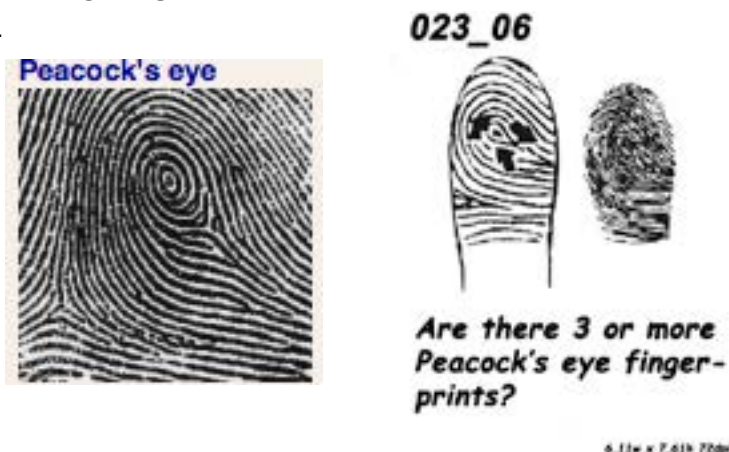 Peacock's eye
023_06
Are there 3 or more
Peacock's eye finger-
prints?